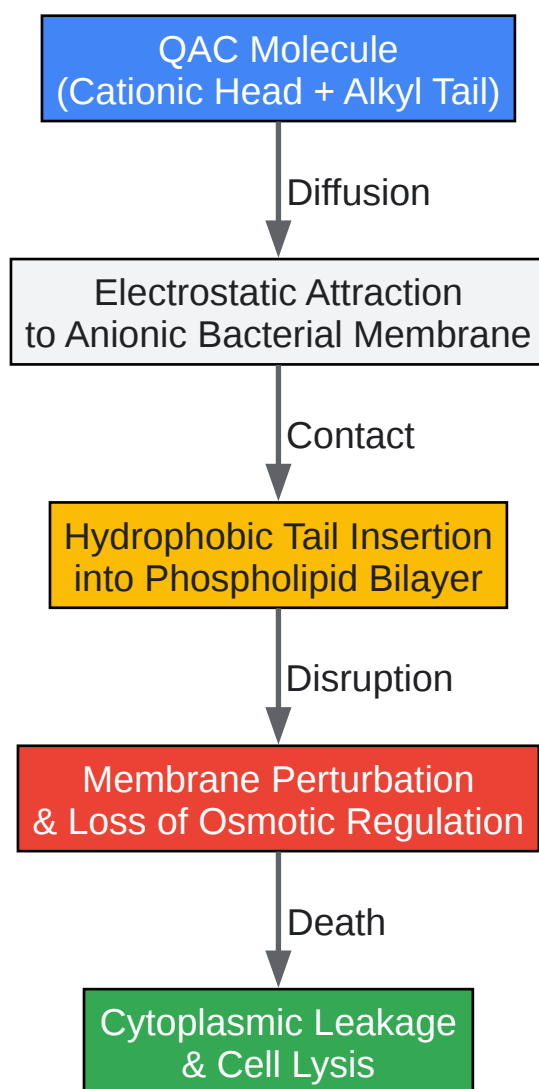 QAC Molecule
(Cationic Head + Alkyl Tail)
Diffusion
Electrostatic Attraction
to Anionic Bacterial Membrane
Contact
Hydrophobic Tail Insertion
into Phospholipid Bilayer
Disruption
Membrane Perturbation
& Loss of Osmotic Regulation
Death
Cytoplasmic Leakage
& Cell Lysis